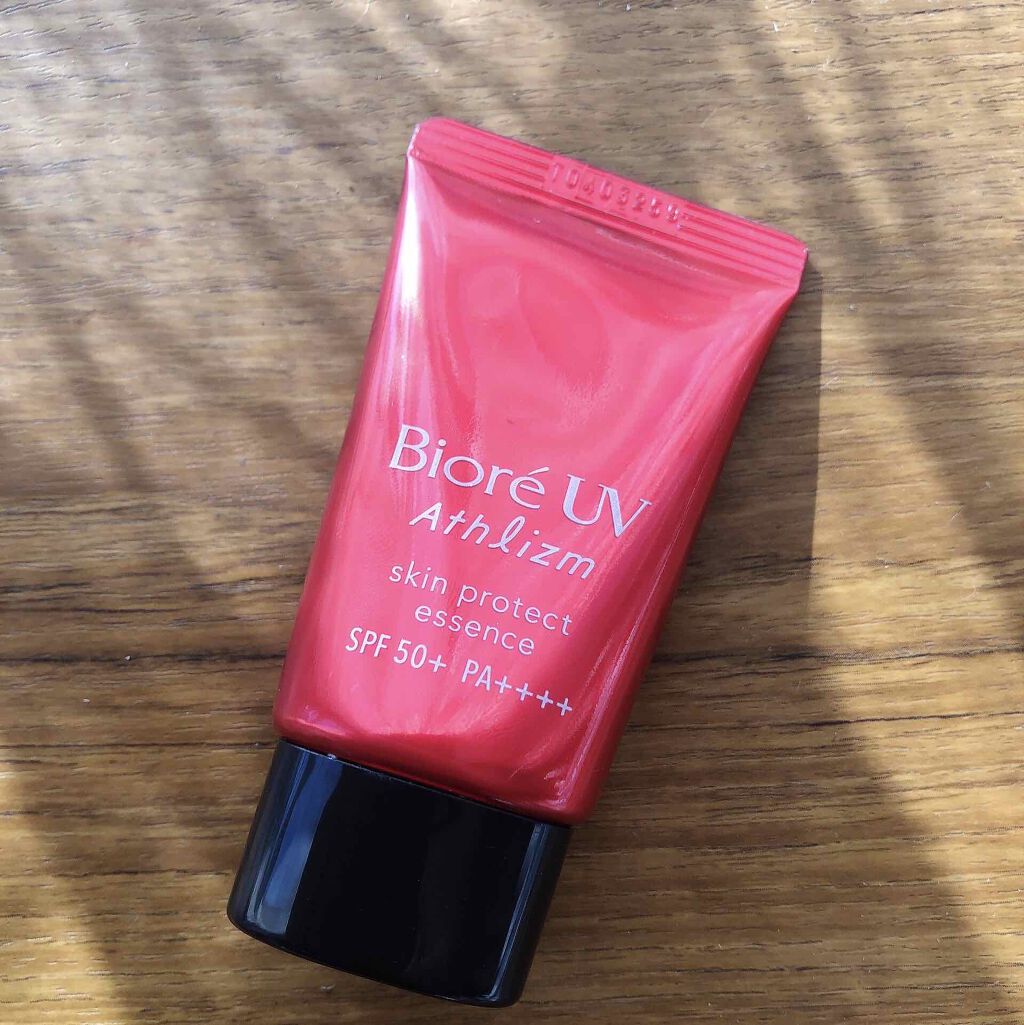 Bioré UV
Athlizm
skin protect
essence
SPF 50+ PA++++